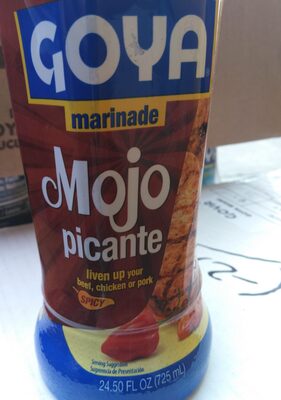 GOYA
marinade
Mojo
picante
liven up your
beef, chicken or pork
SPICY
Serving Suggestion
Sugerencia de Presentación
24.50 FL OZ (725 mL)